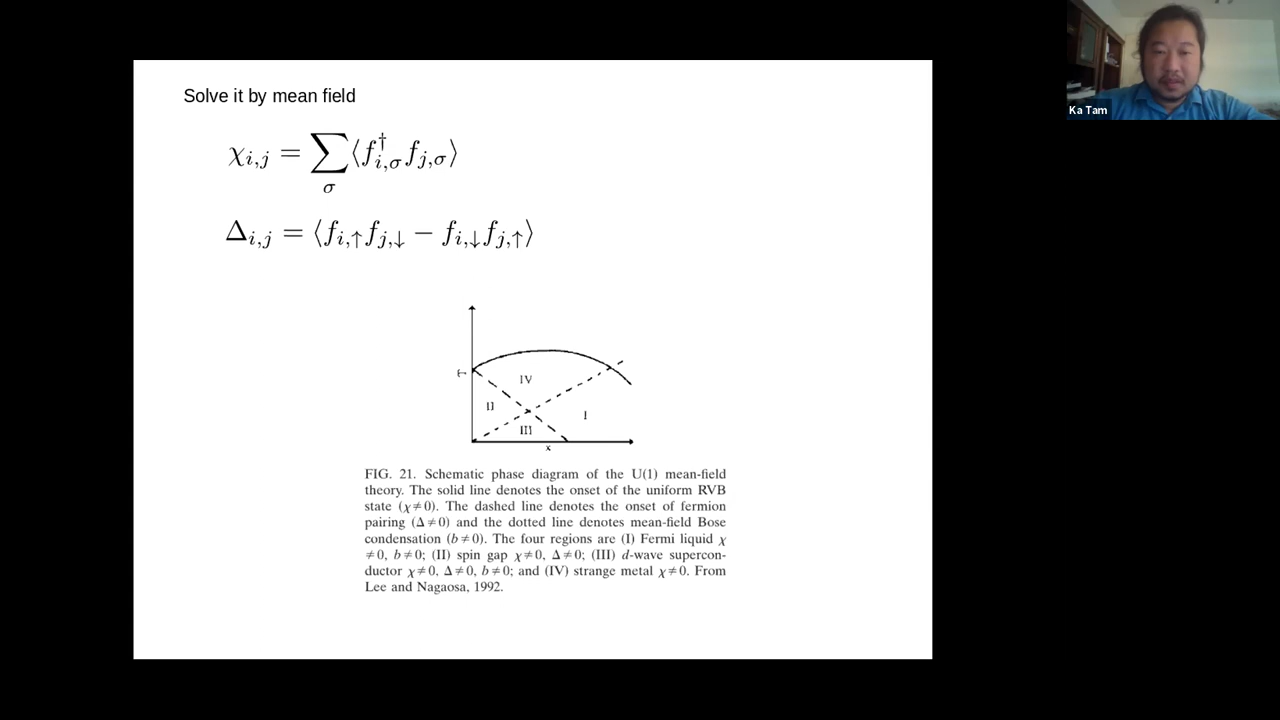 Solve it by mean field
Ka Tam
χ_{i,j} = ∑_σ ⟨f†_{i,σ} f_{j,σ}⟩
Δ_{i,j} = ⟨f_{i,↑} f_{j,↓} − f_{i,↓} f_{j,↑}⟩
T
IV
II
I
III
x
FIG. 21. Schematic phase diagram of the U(1) mean-field
theory. The solid line denotes the onset of the uniform RVB
state (χ≠0). The dashed line denotes the onset of fermion
pairing (Δ≠0) and the dotted line denotes mean-field Bose
condensation (b≠0). The four regions are (I) Fermi liquid χ
≠0, b≠0; (II) spin gap χ≠0, Δ≠0; (III) d-wave supercon-
ductor χ≠0, Δ≠0, b≠0; and (IV) strange metal χ≠0. From
Lee and Nagaosa, 1992.